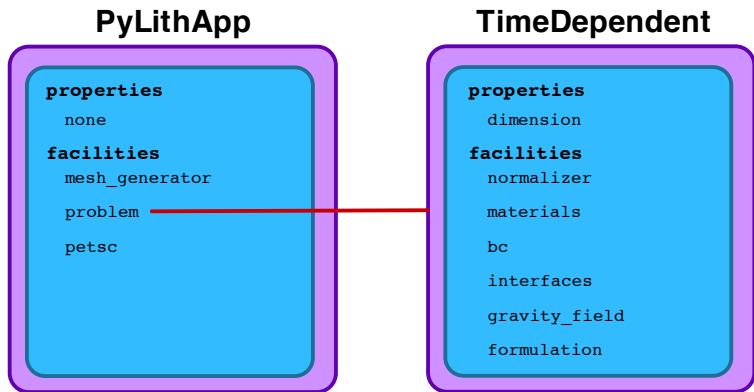 PyLithApp
properties
none
facilities
mesh_generator
problem
petsc
TimeDependent
properties
dimension
facilities
normalizer
materials
bc
interfaces
gravity_field
formulation